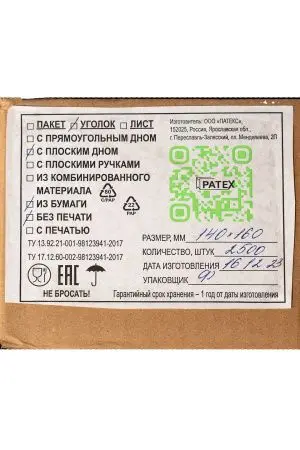 ПАКЕТ УГОЛОК ЛИСТ
С ПРЯМОУГОЛЬНЫМ ДНОМ
С ПЛОСКИМ ДНОМ
С ПЛОСКИМИ РУЧКАМИ
ИЗ КОМБИНИРОВАННОГО
МАТЕРИАЛА
ИЗ БУМАГИ
БЕЗ ПЕЧАТИ
С ПЕЧАТЬЮ
80
C/PAP
22
PAP
ТУ 13.92.21-001-98123941-2017
ТУ 17.12.60-002-98123941-2017
EAC
НЕ БРОСАТЬ!
Изготовитель: ООО «ПАТЕКС»,
152025, Россия, Ярославская обл.,
г. Переславль-Залесский, пл. Менделеева, 2П
PATEX
РАЗМЕР, ММ 140×160
КОЛИЧЕСТВО, ШТУК 2500
ДАТА ИЗГОТОВЛЕНИЯ 16.12.23
УПАКОВЩИК
Гарантийный срок хранения – 1 год от даты изготовления